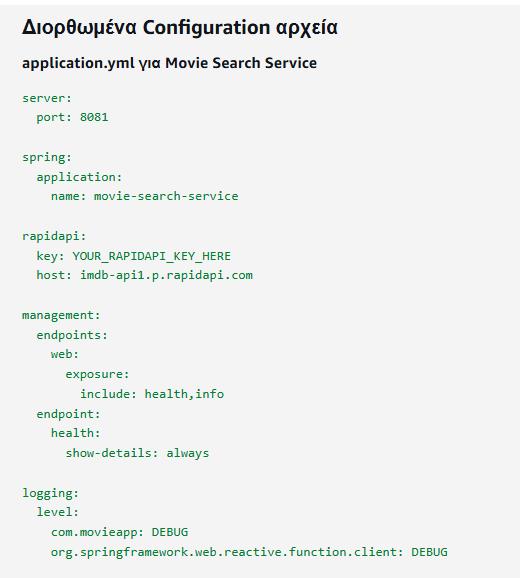 Διορθωμένα Configuration αρχεία
application.yml για Movie Search Service
server:
  port: 8081
spring:
  application:
    name: movie-search-service
rapidapi:
  key: YOUR_RAPIDAPI_KEY_HERE
  host: imdb-api1.p.rapidapi.com
management:
  endpoints:
    web:
      exposure:
        include: health,info
  endpoint:
    health:
      show-details: always
logging:
  level:
    com.movieapp: DEBUG
    org.springframework.web.reactive.function.client: DEBUG